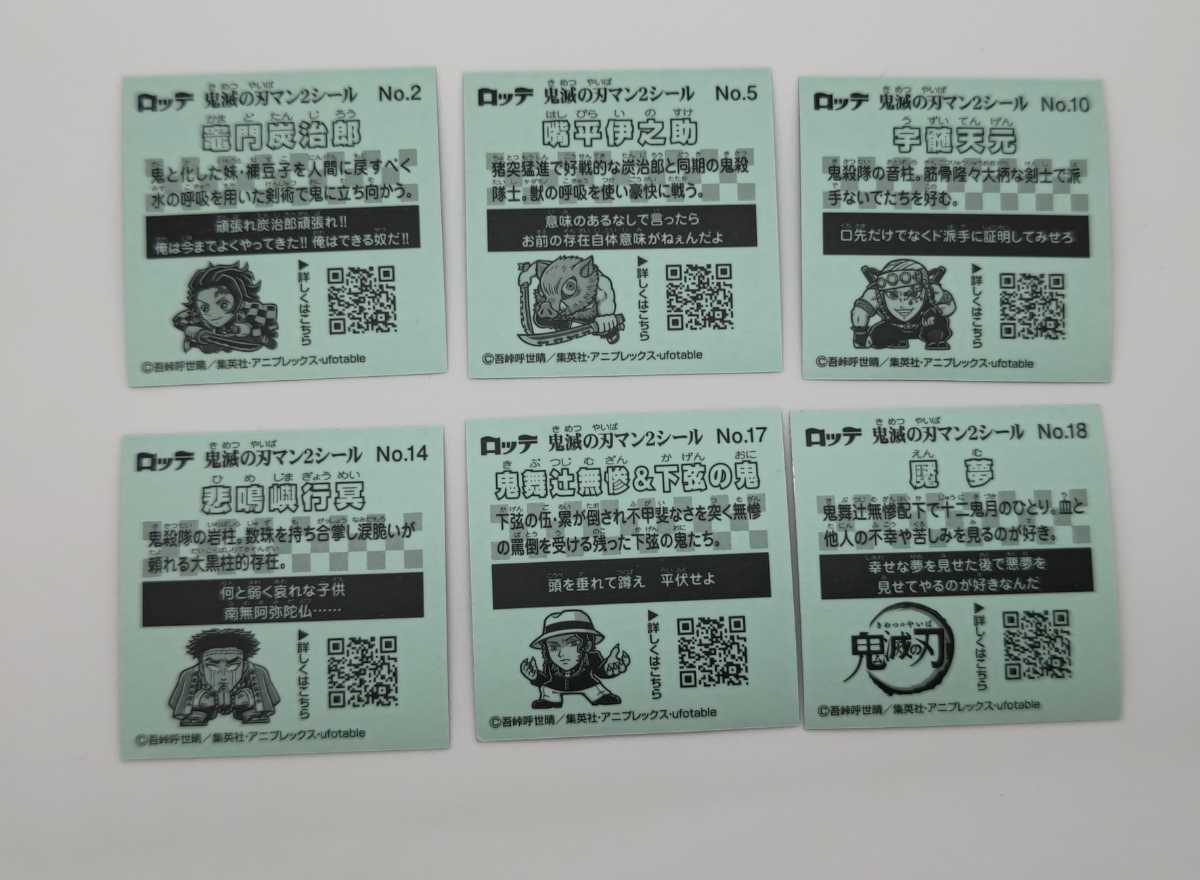 ロッテ 鬼滅の刃マン2シール No.2
竈門炭治郎
鬼と化した妹・禰豆子を人間に戻すべく
水の呼吸を用いた剣術で鬼に立ち向かう。
頑張れ炭治郎頑張れ!!
俺は今までよくやってきた!! 俺はできる奴だ!!
▶詳しくはこちら
©吾峠呼世晴／集英社・アニプレックス・ufotable
ロッテ 鬼滅の刃マン2シール No.5
嘴平伊之助
猪突猛進で好戦的な炭治郎と同期の鬼殺
隊士。獣の呼吸を使い豪快に戦う。
意味のあるなしで言ったら
お前の存在自体意味がねぇんだよ
▶詳しくはこちら
©吾峠呼世晴／集英社・アニプレックス・ufotable
ロッテ 鬼滅の刃マン2シール No.10
宇髄天元
鬼殺隊の音柱。筋骨隆々大柄な剣士で派
手ないでたちを好む。
口先だけでなくド派手に証明してみせろ
▶詳しくはこちら
©吾峠呼世晴／集英社・アニプレックス・ufotable
ロッテ 鬼滅の刃マン2シール No.14
悲鳴嶼行冥
鬼殺隊の岩柱。数珠を持ち合掌し涙脆いが
頼れる大黒柱的存在。
何と弱く哀れな子供
南無阿弥陀仏……
▶詳しくはこちら
©吾峠呼世晴／集英社・アニプレックス・ufotable
ロッテ 鬼滅の刃マン2シール No.17
鬼舞辻無惨&下弦の鬼
下弦の伍・累が倒され不甲斐なさを突く無惨
の罵倒を受ける残った下弦の鬼たち。
頭を垂れて蹲え 平伏せよ
▶詳しくはこちら
©吾峠呼世晴／集英社・アニプレックス・ufotable
ロッテ 鬼滅の刃マン2シール No.18
魘夢
鬼舞辻無惨配下で十二鬼月のひとり。血と
他人の不幸や苦しみを見るのが好き。
幸せな夢を見せた後で悪夢を
見せてやるのが好きなんだ
きめつのやいば
鬼滅の刃
▶詳しくはこちら
©吾峠呼世晴／集英社・アニプレックス・ufotable